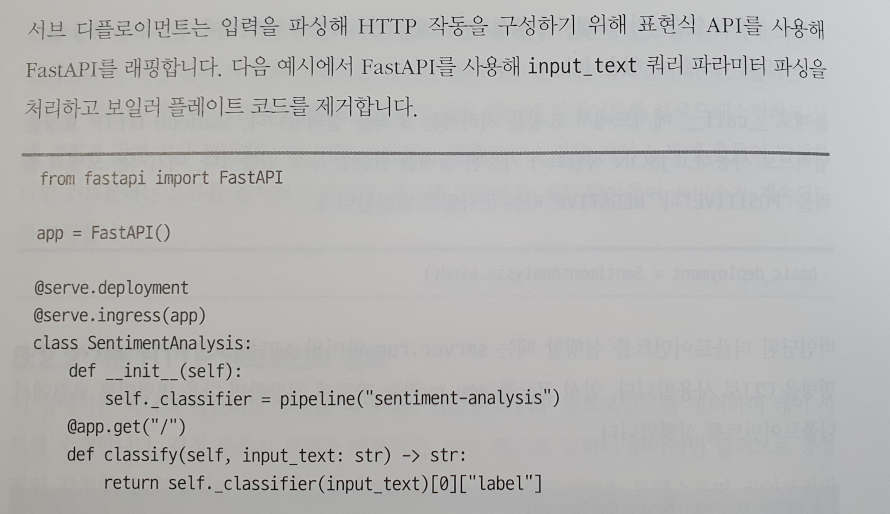 서브 디플로이먼트는 입력을 파싱해 HTTP 작동을 구성하기 위해 표현식 API를 사용해
FastAPI를 래핑합니다. 다음 예시에서 FastAPI를 사용해 input_text 쿼리 파라미터 파싱을
처리하고 보일러 플레이트 코드를 제거합니다.
from fastapi import FastAPI
app = FastAPI()
@serve.deployment
@serve.ingress(app)
class SentimentAnalysis:
    def __init__(self):
        self._classifier = pipeline("sentiment-analysis")
    @app.get("/")
    def classify(self, input_text: str) -> str:
        return self._classifier(input_text)[0]["label"]